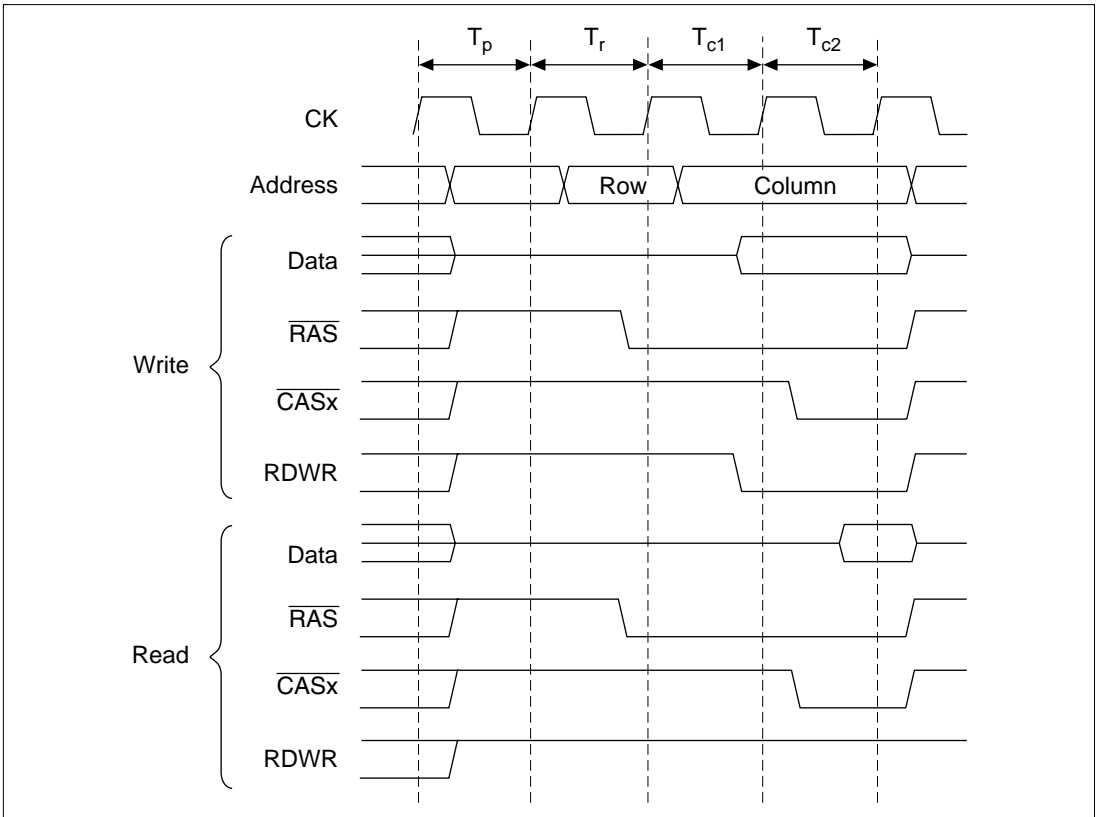 Tp Tr Tc1 Tc2
CK
Address Row Column
Write
Data
RAS
CASx
RDWR
Read
Data
RAS
CASx
RDWR